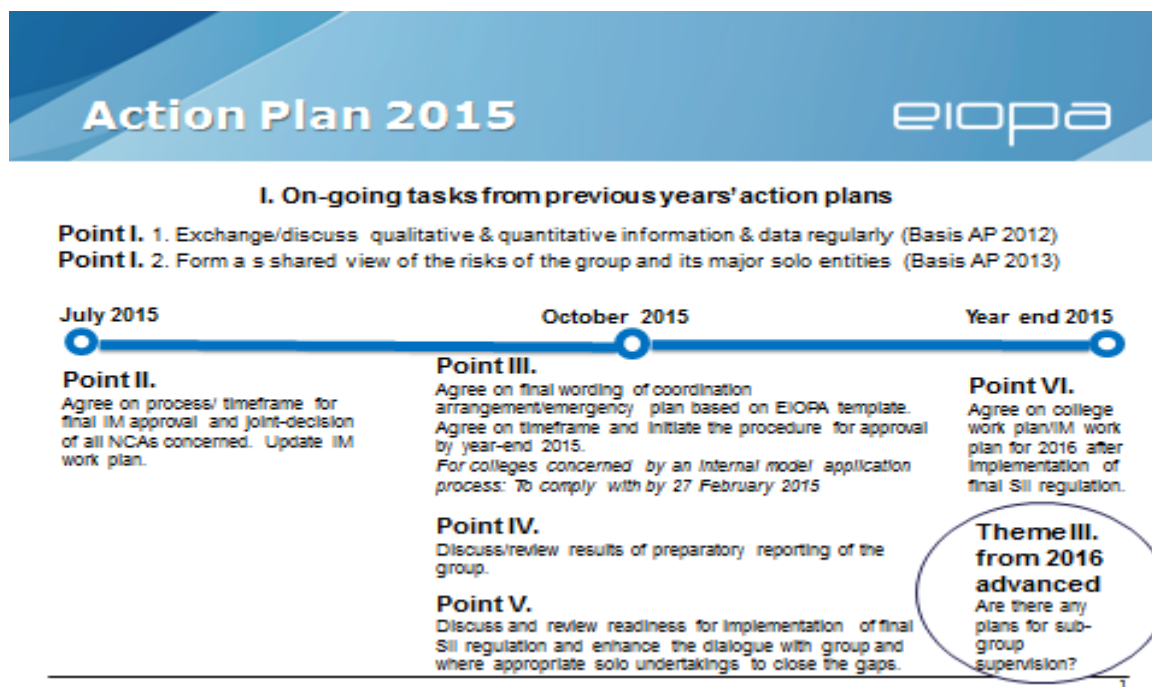 Action Plan 2015
eiopa
I. On-going tasks from previous years' action plans
Point I. 1. Exchange/discuss qualitative & quantitative information & data regularly (Basis AP 2012)
Point I. 2. Form a s shared view of the risks of the group and its major solo entities (Basis AP 2013)
July 2015
October 2015
Year end 2015
Point II.
Agree on process/ timeframe for
final IM approval and joint-decision
of all NCAs concerned. Update IM
work plan.
Point III.
Agree on final wording of coordination
arrangement/emergency plan based on EIOPA template.
Agree on timeframe and initiate the procedure for approval
by year-end 2015.
For colleges concerned by an internal model application
process: To comply with by 27 February 2015
Point IV.
Discuss/review results of preparatory reporting of the
group.
Point V.
Discuss and review readiness for implementation of final
SII regulation and enhance the dialogue with group and
where appropriate solo undertakings to close the gaps.
Point VI.
Agree on college
work plan/IM work
plan for 2016 after
implementation of
final SII regulation.
Theme III.
from 2016
advanced
Are there any
plans for sub-
group
supervision?
1